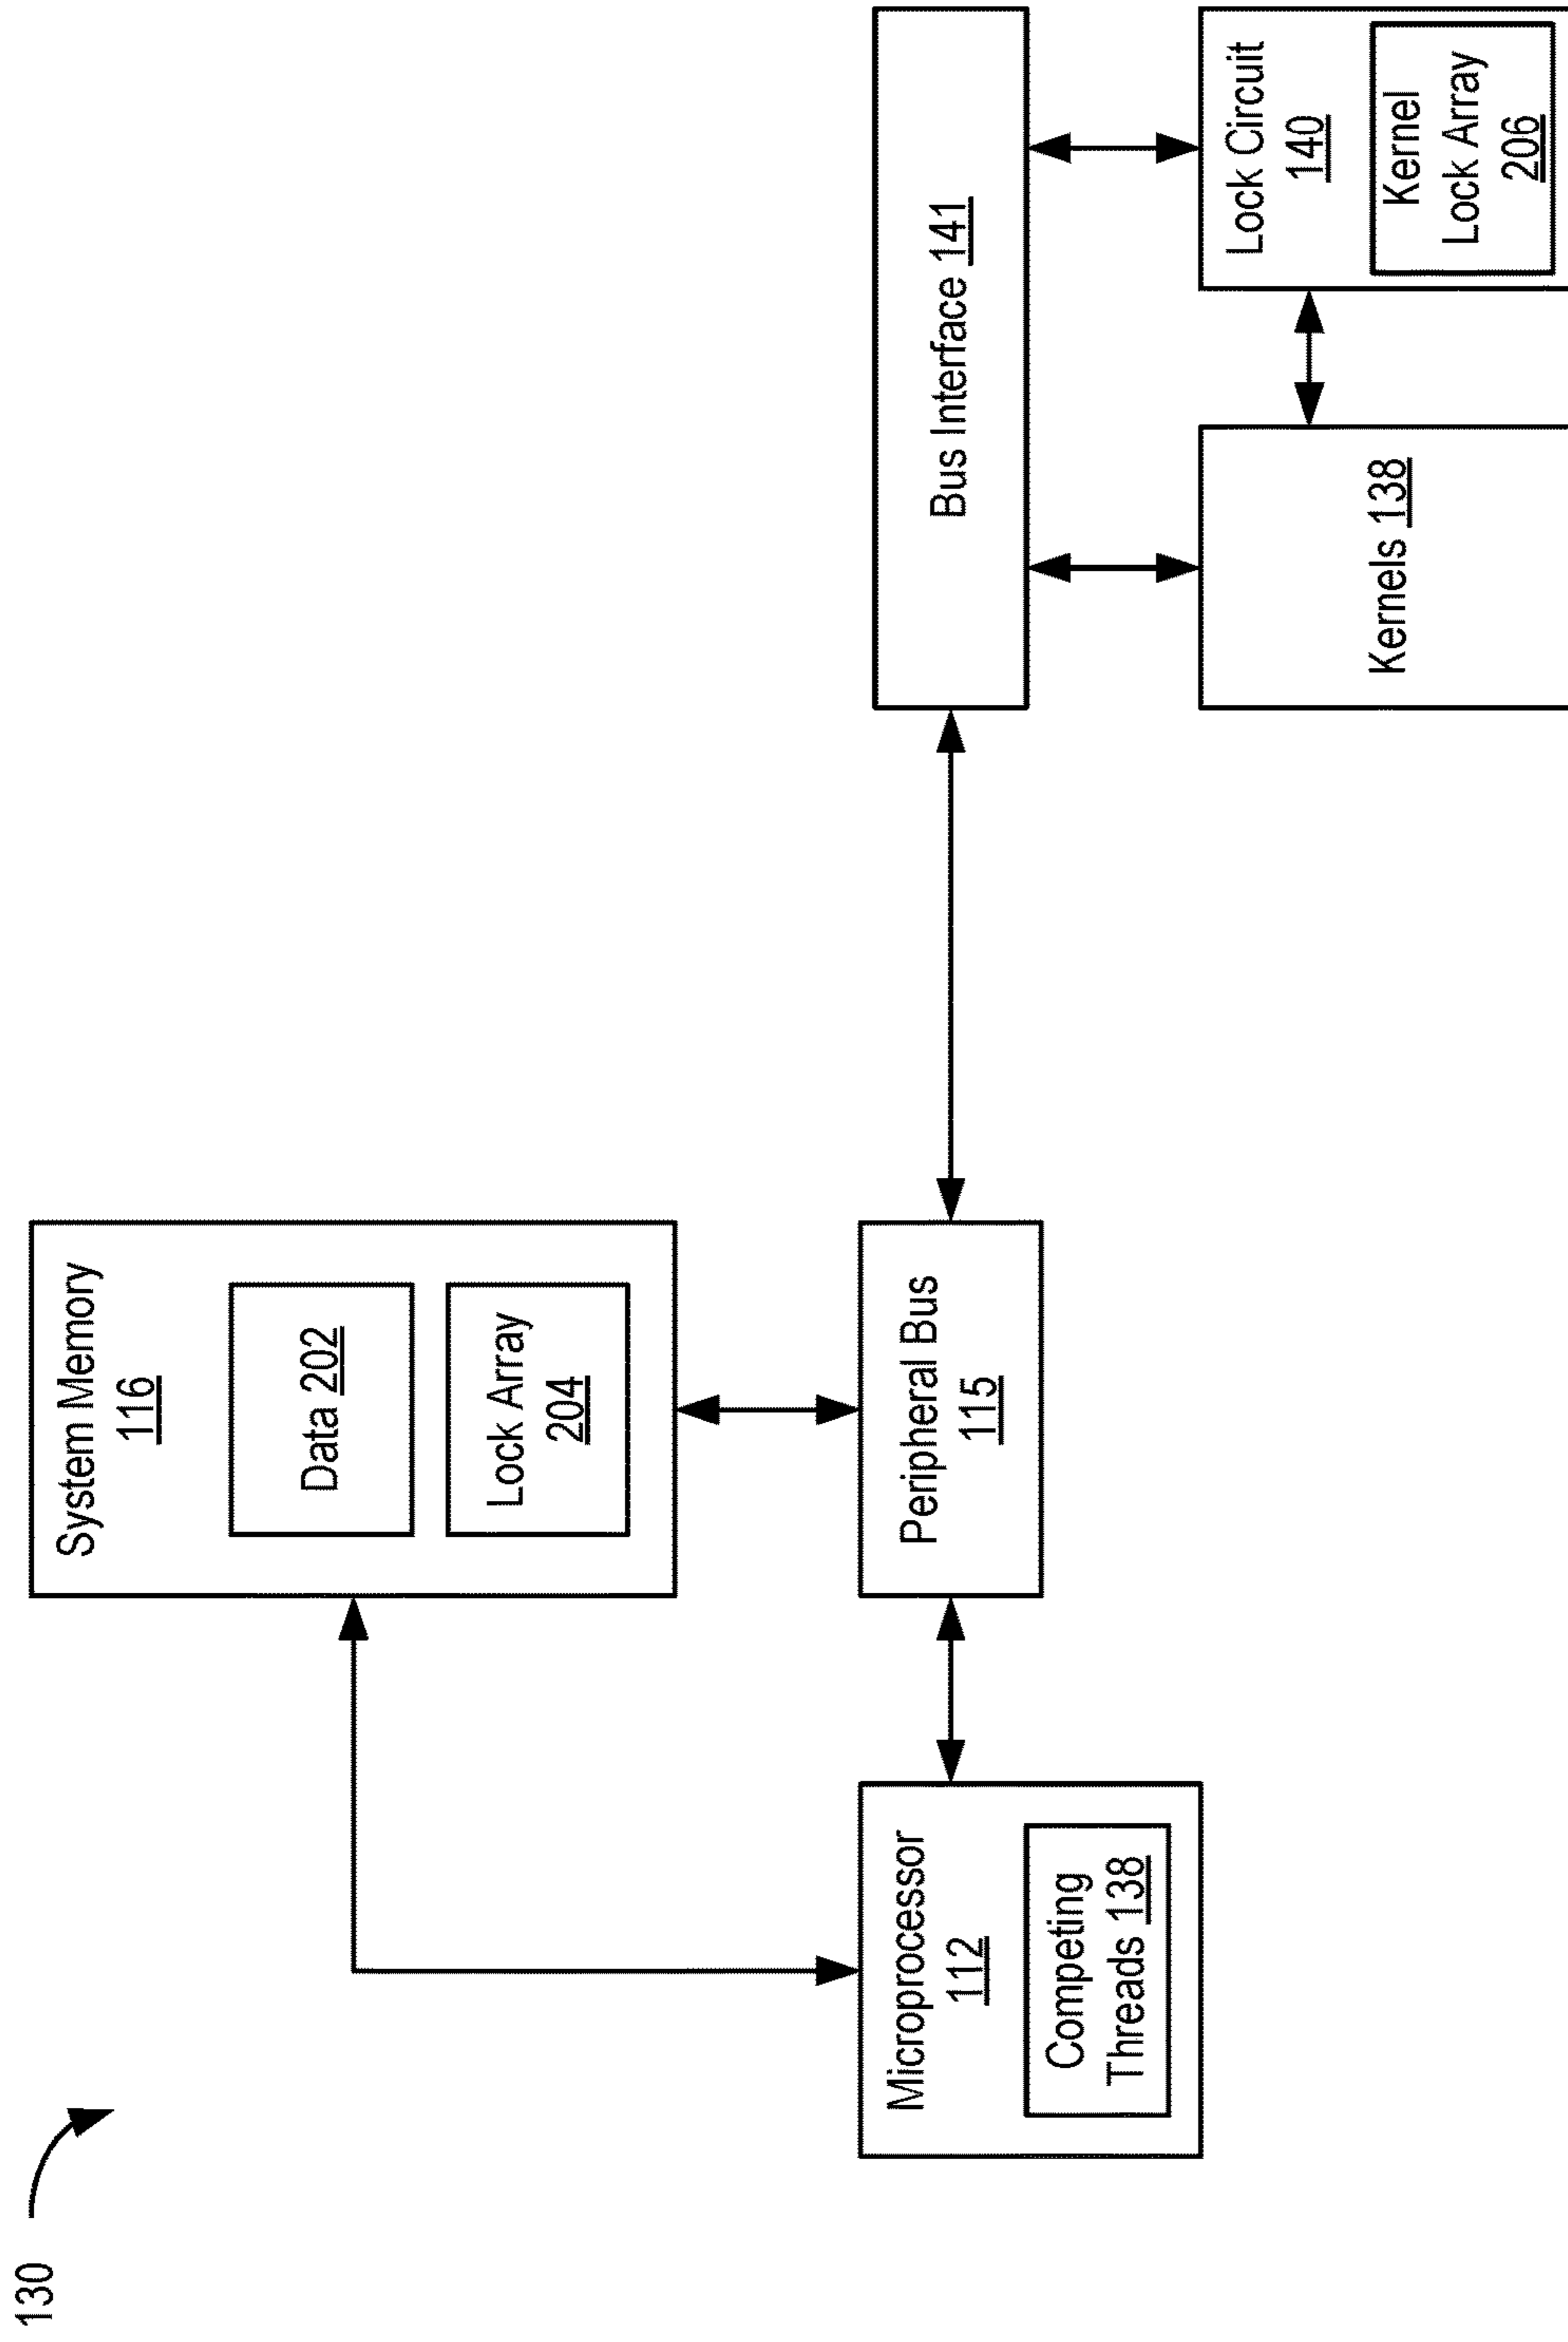 130
System Memory
116
Data 202
Lock Array
204
Microprocessor
112
Competing
Threads 138
Peripheral Bus
115
Bus Interface 141
Kernels 138
Lock Circuit
140
Kernel
Lock Array
206